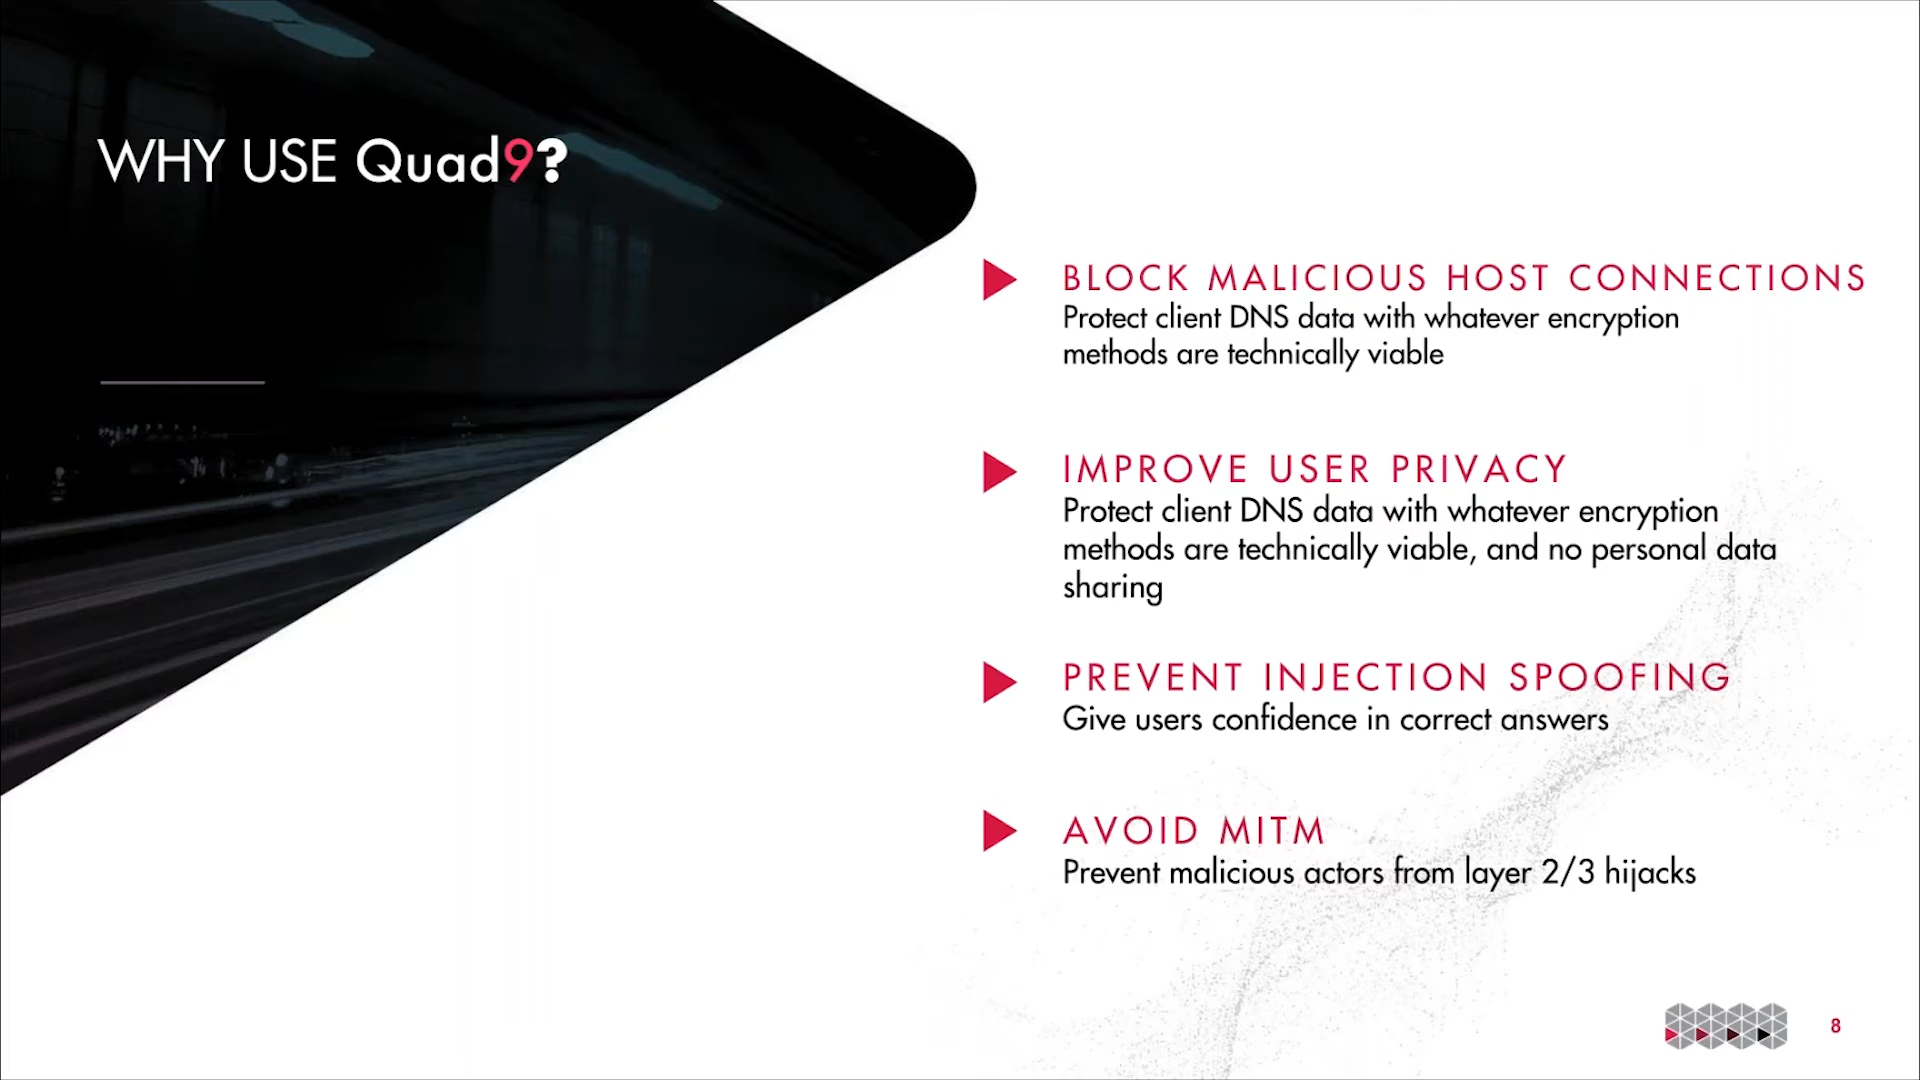 WHY USE Quad9?
BLOCK MALICIOUS HOST CONNECTIONS
Protect client DNS data with whatever encryption
methods are technically viable
IMPROVE USER PRIVACY
Protect client DNS data with whatever encryption
methods are technically viable, and no personal data
sharing
PREVENT INJECTION SPOOFING
Give users confidence in correct answers
AVOID MITM
Prevent malicious actors from layer 2/3 hijacks
8